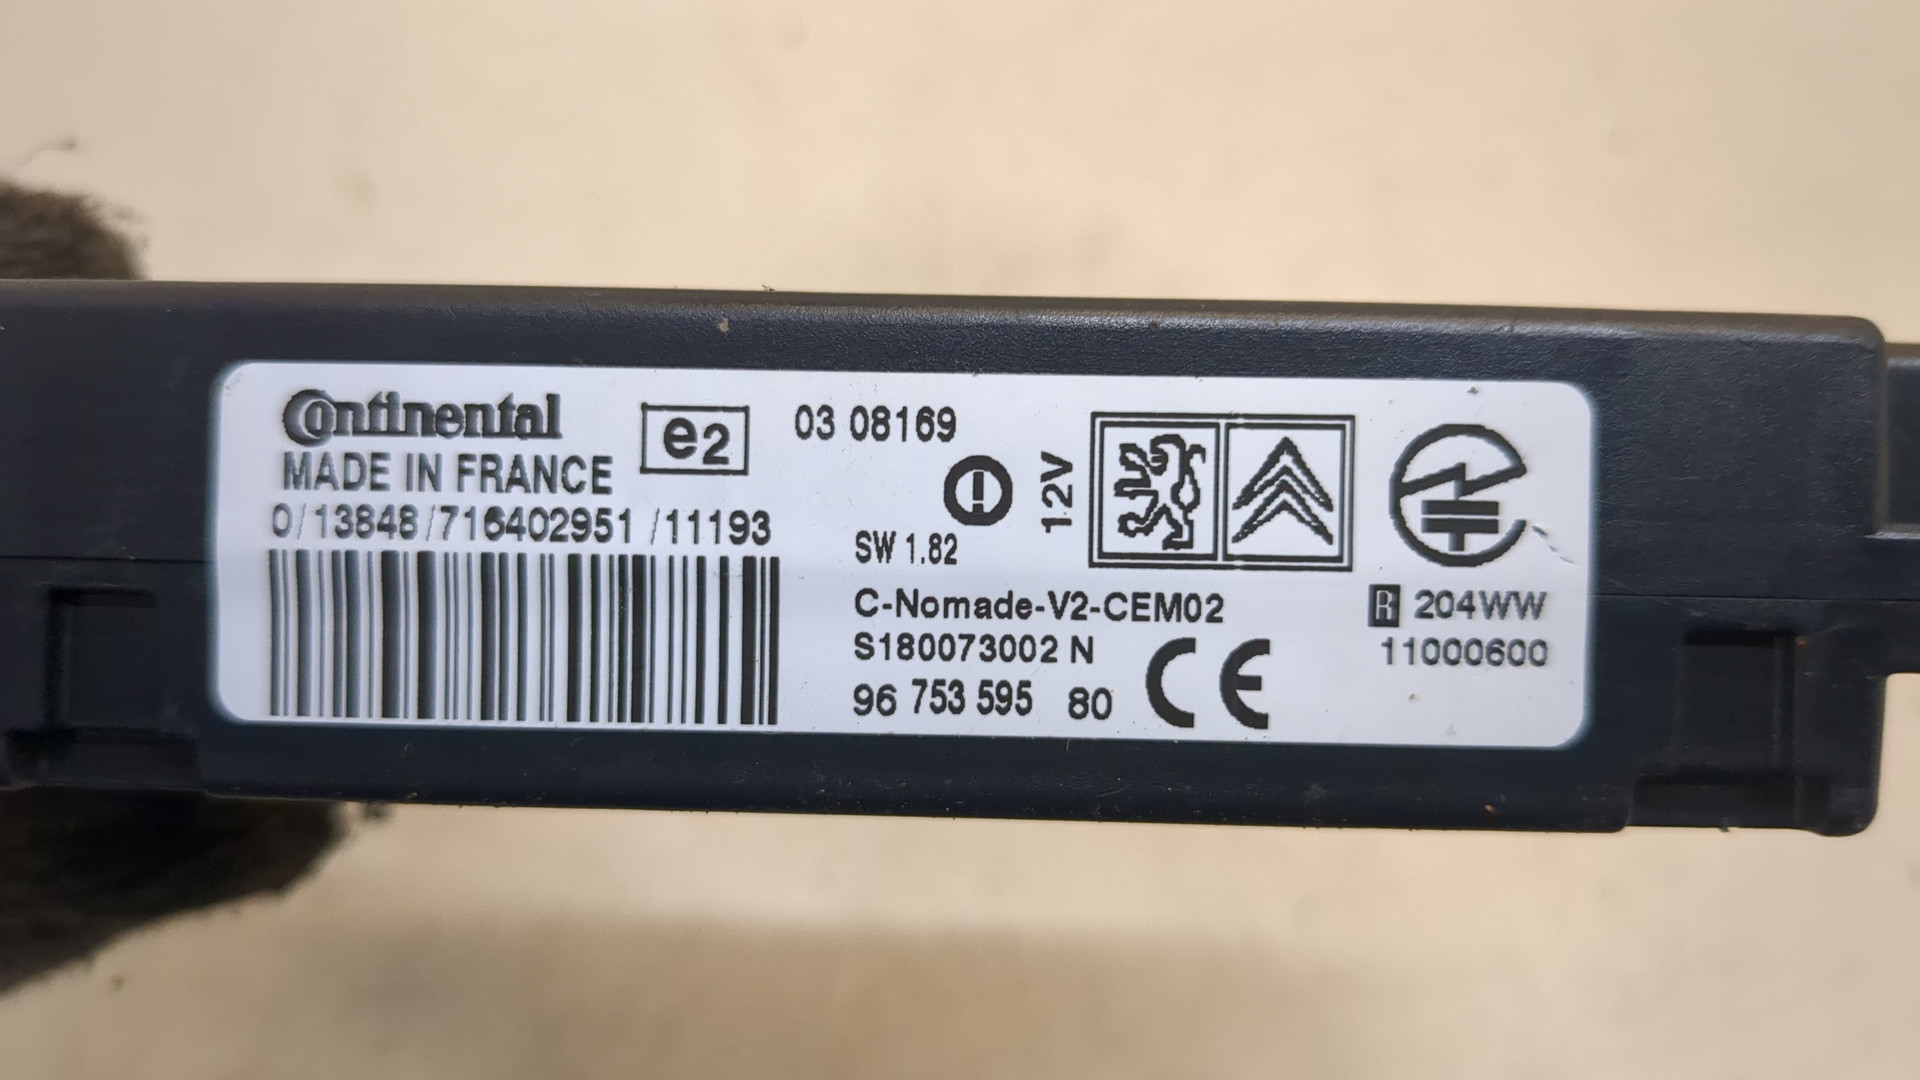 Continental
MADE IN FRANCE
e2
03 08169
0/13848/716402951 /11193
12V
SW 1.82
C-Nomade-V2-CEM02
S180073002 N
96 753 595 80
CE
R 204WW
11000600